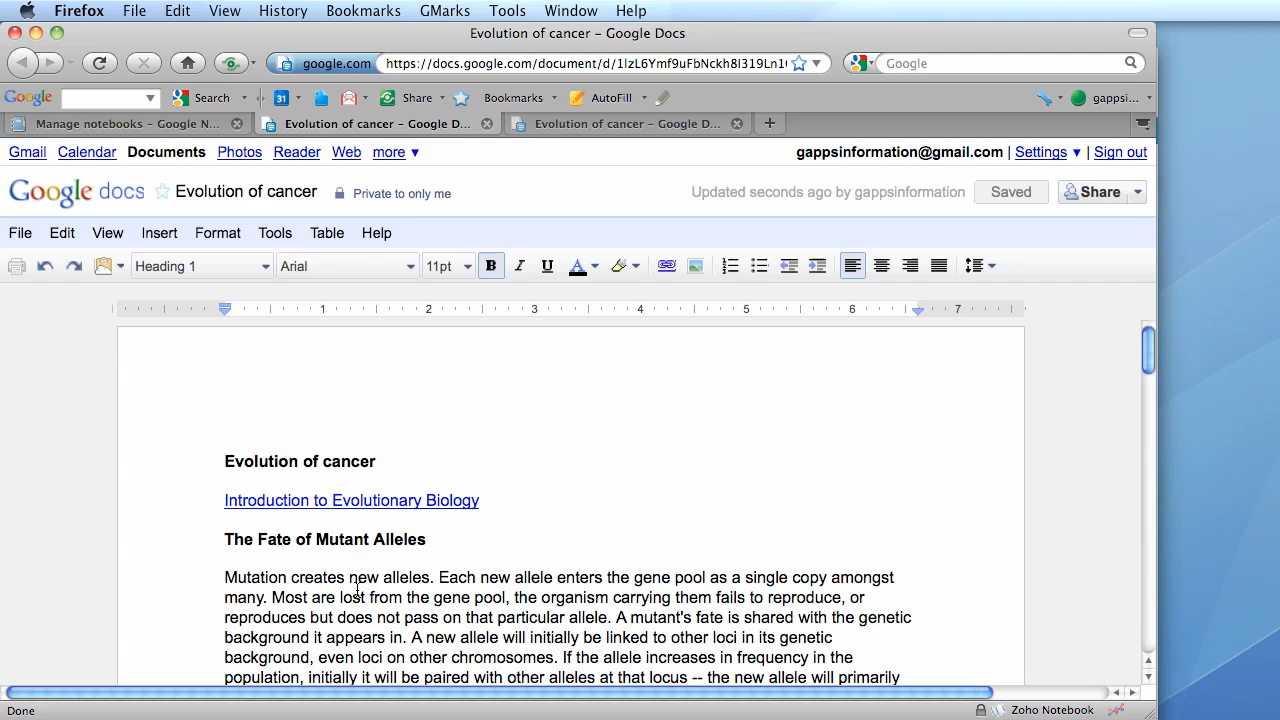 Firefox File Edit View History Bookmarks GMarks Tools Window Help
Evolution of cancer – Google Docs
google.com https://docs.google.com/document/d/1lzL6Ymf9uFbNckh8I319Ln1 Google
Google Search 31 Share Bookmarks AutoFill gappsi...
Manage notebooks – Google N... Evolution of cancer – Google D... Evolution of cancer – Google D...
Gmail Calendar Documents Photos Reader Web more ▼ gappsinformation@gmail.com | Settings ▼ | Sign out
Google docs Evolution of cancer Private to only me Updated seconds ago by gappsinformation Saved Share
File Edit View Insert Format Tools Table Help
Heading 1 Arial 11pt B I U A
1 2 3 4 5 6 7
Evolution of cancer
Introduction to Evolutionary Biology
The Fate of Mutant Alleles
Mutation creates new alleles. Each new allele enters the gene pool as a single copy amongst
many. Most are lost from the gene pool, the organism carrying them fails to reproduce, or
reproduces but does not pass on that particular allele. A mutant's fate is shared with the genetic
background it appears in. A new allele will initially be linked to other loci in its genetic
background, even loci on other chromosomes. If the allele increases in frequency in the
population, initially it will be paired with other alleles at that locus -- the new allele will primarily
Done Zoho Notebook